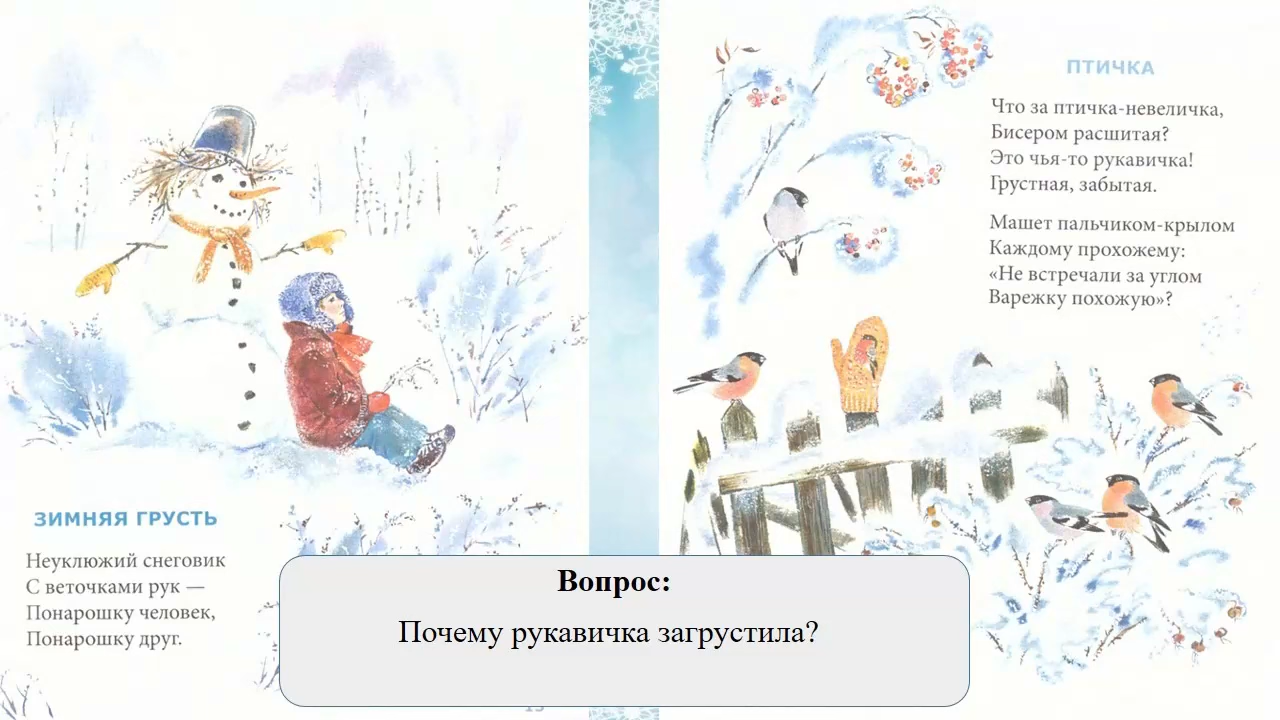 ЗИМНЯЯ ГРУСТЬ
Неуклюжий снеговик
С веточками рук —
Понарошку человек,
Понарошку друг.
ПТИЧКА
Что за птичка-невеличка,
Бисером расшитая?
Это чья-то рукавичка!
Грустная, забытая.
Машет пальчиком-крылом
Каждому прохожему:
«Не встречали за углом
Варежку похожую»?
Вопрос:
Почему рукавичка загрустила?